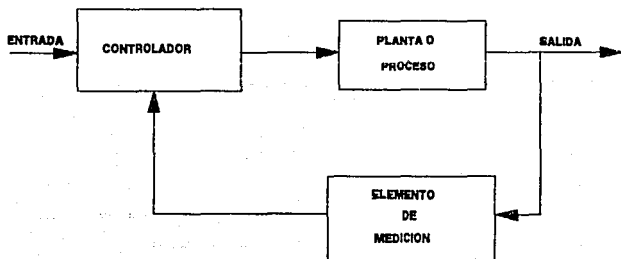 ENTRADA
CONTROLADOR
PLANTA O
PROCESO
SALIDA
ELEMENTO
DE
MEDICION